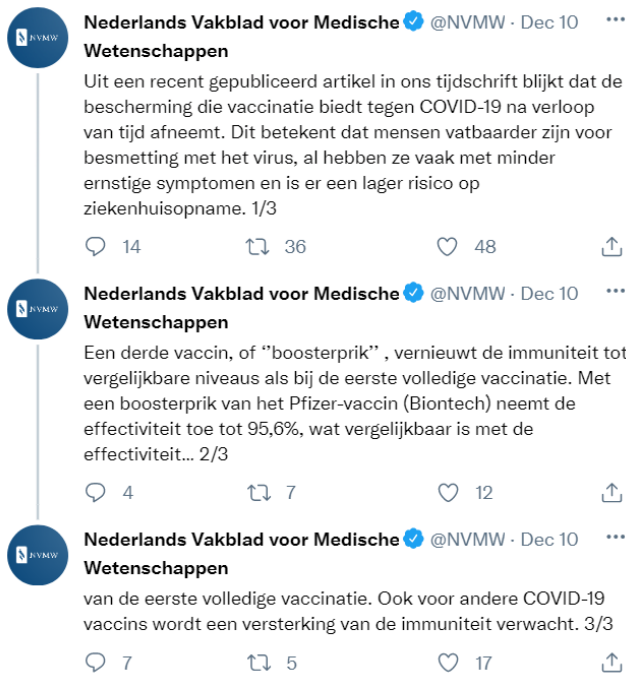 NVMW
Nederlands Vakblad voor Medische @NVMW · Dec 10
Wetenschappen
Uit een recent gepubliceerd artikel in ons tijdschrift blijkt dat de
bescherming die vaccinatie biedt tegen COVID-19 na verloop
van tijd afneemt. Dit betekent dat mensen vatbaarder zijn voor
besmetting met het virus, al hebben ze vaak met minder
ernstige symptomen en is er een lager risico op
ziekenhuisopname. 1/3
14 36 48
NVMW
Nederlands Vakblad voor Medische @NVMW · Dec 10
Wetenschappen
Een derde vaccin, of ‘’boosterprik’’ , vernieuwt de immuniteit tot
vergelijkbare niveaus als bij de eerste volledige vaccinatie. Met
een boosterprik van het Pfizer-vaccin (Biontech) neemt de
effectiviteit toe tot 95,6%, wat vergelijkbaar is met de
effectiviteit... 2/3
4 7 12
NVMW
Nederlands Vakblad voor Medische @NVMW · Dec 10
Wetenschappen
van de eerste volledige vaccinatie. Ook voor andere COVID-19
vaccins wordt een versterking van de immuniteit verwacht. 3/3
7 5 17